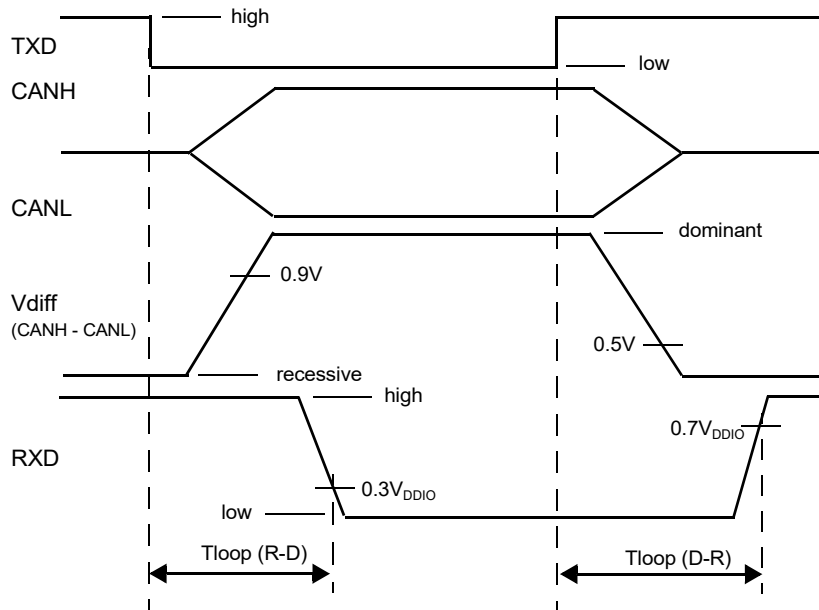 high
TXD
low
CANH
CANL
dominant
0.9V
Vdiff
(CANH - CANL)
0.5V
recessive
high
0.7VDDIO
RXD
0.3VDDIO
low
Tloop (R-D)
Tloop (D-R)